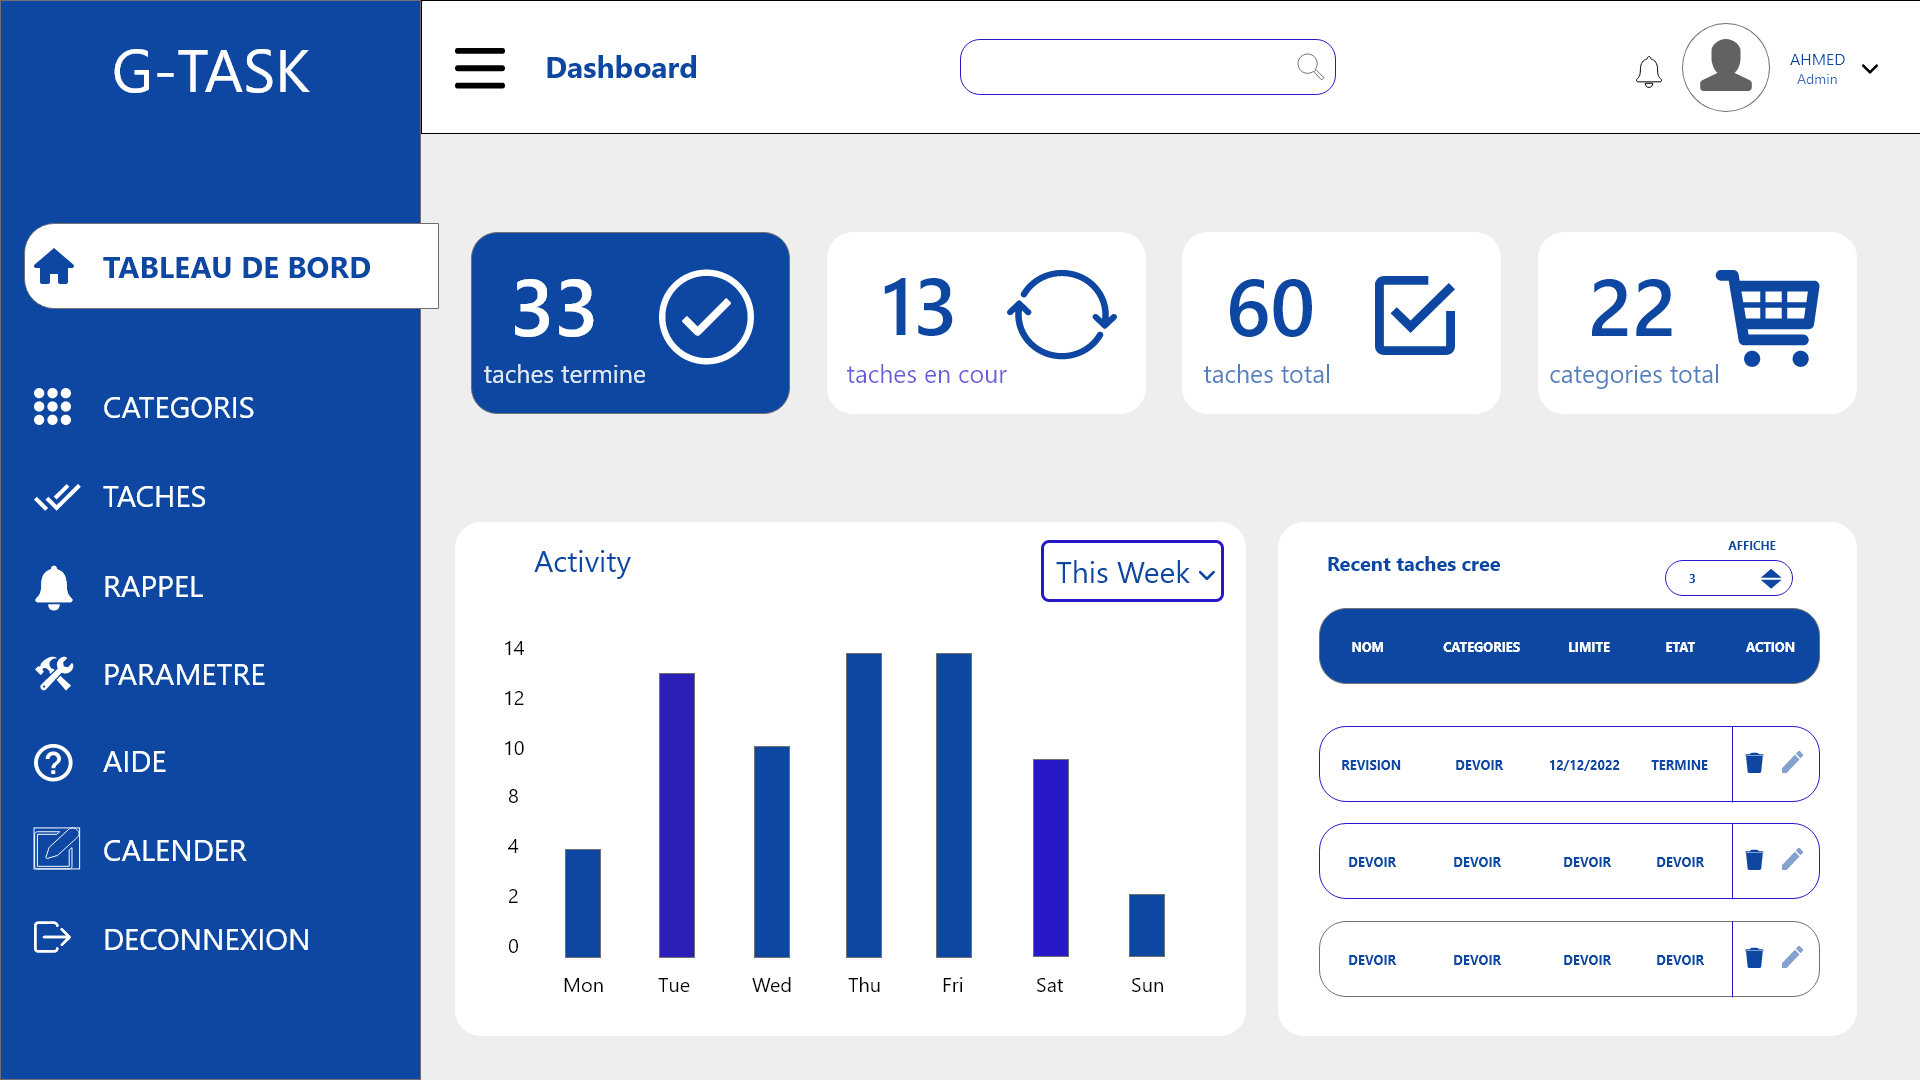 G-TASK
Dashboard
AHMED
Admin
TABLEAU DE BORD
CATEGORIS
TACHES
RAPPEL
PARAMETRE
AIDE
CALENDER
DECONNEXION
33
taches termine
13
taches en cour
60
taches total
22
categories total
Activity
This Week
14
12
10
8
4
2
0
Mon Tue Wed Thu Fri Sat Sun
Recent taches cree
AFFICHE
3
NOM CATEGORIES LIMITE ETAT ACTION
REVISION DEVOIR 12/12/2022 TERMINE
DEVOIR DEVOIR DEVOIR DEVOIR
DEVOIR DEVOIR DEVOIR DEVOIR